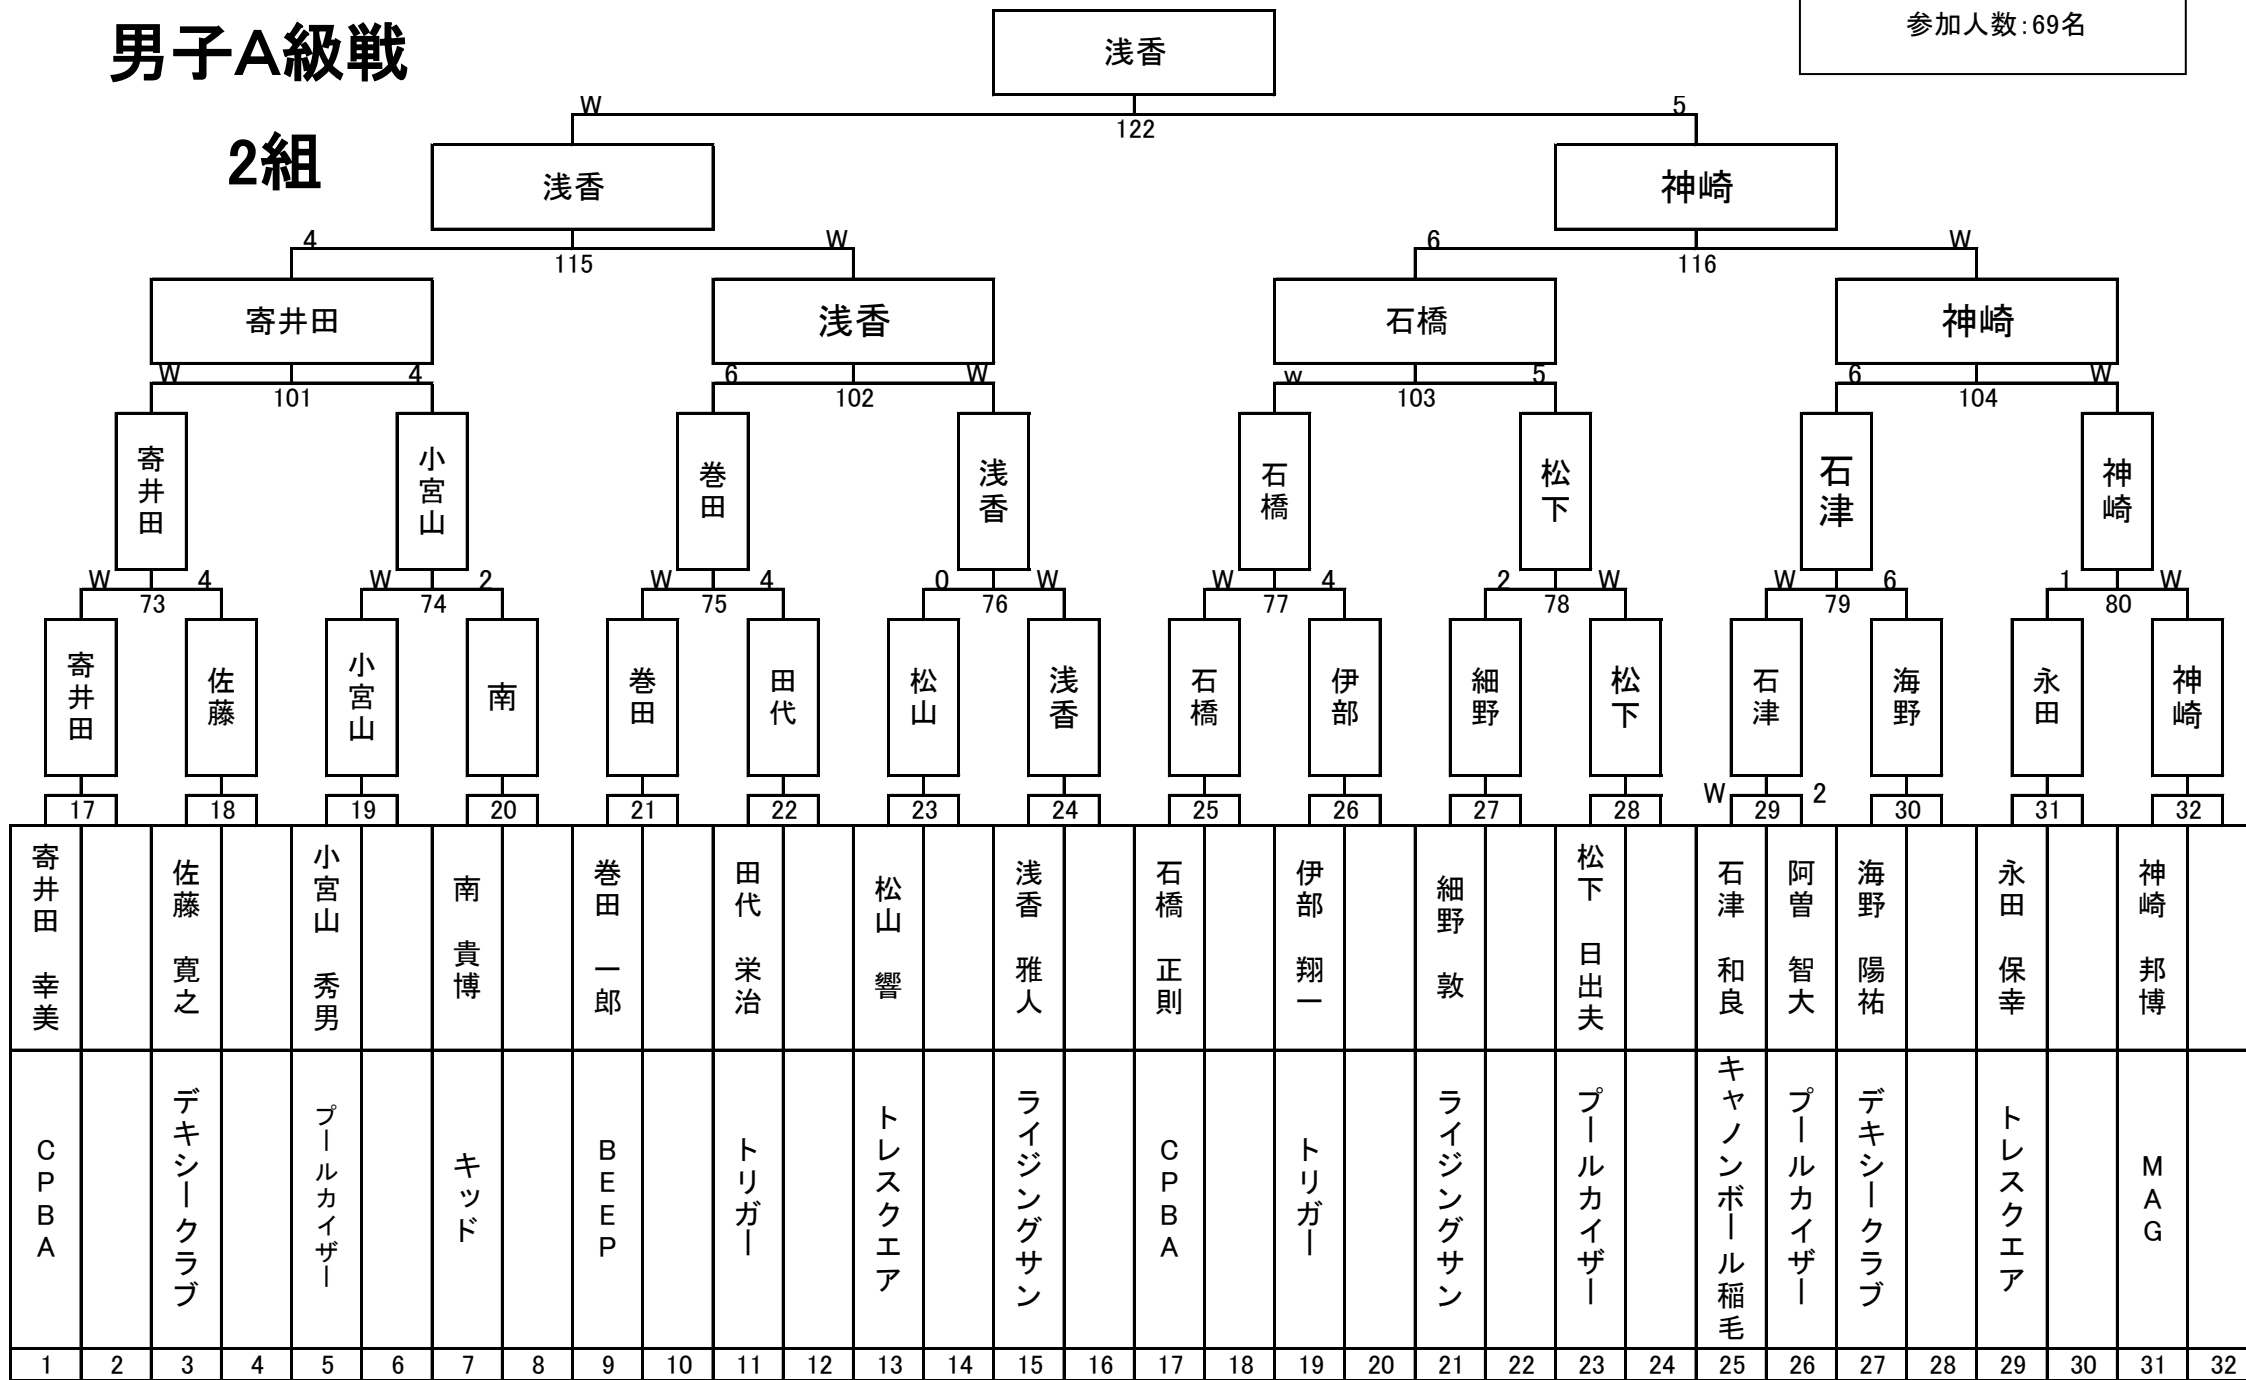 男子A級戦
2組
参加人数:69名
浅香
W 5
122
浅香 神崎
4 W 6 W
115 116
寄井田 浅香 石橋 神崎
W 4 6 W w 5 6 W
101 102 103 104
寄井田 小宮山 巻田 浅香 石橋 松下 石津 神崎
W 4 W 2 W 4 0 W W 4 2 W W 6 1 W
73 74 75 76 77 78 79 80
寄井田 佐藤 小宮山 南 巻田 田代 松山 浅香 石橋 伊部 細野 松下 石津 海野 永田 神崎
W 2
17 18 19 20 21 22 23 24 25 26 27 28 29 30 31 32
寄井田 幸美
佐藤 寛之
小宮山 秀男
南 貴博
巻田 一郎
田代 栄治
松山 響
浅香 雅人
石橋 正則
伊部 翔一
細野 敦
松下 日出夫
石津 和良
阿曽 智大
海野 陽祐
永田 保幸
神崎 邦博
CPBA
デキシークラブ
プールカイザー
キッド
BEEP
トリガー
トレスクエア
ライジングサン
CPBA
トリガー
ライジングサン
プールカイザー
キャノンボール稲毛
プールカイザー
デキシークラブ
トレスクエア
MAG
1 2 3 4 5 6 7 8 9 10 11 12 13 14 15 16 17 18 19 20 21 22 23 24 25 26 27 28 29 30 31 32